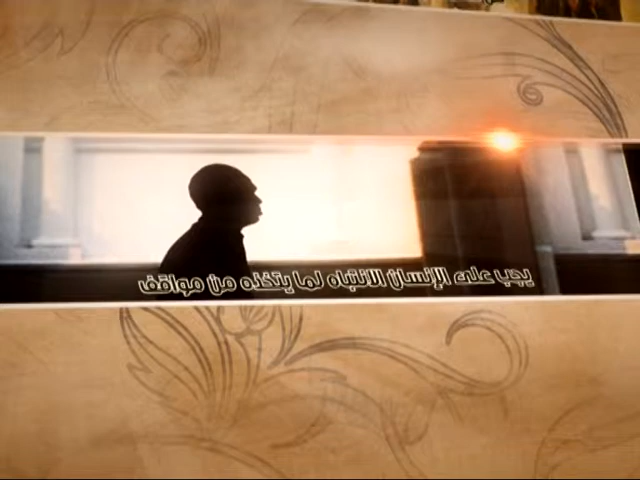 يجب على الإنسان الانتباه لما يتخذه من مواقف